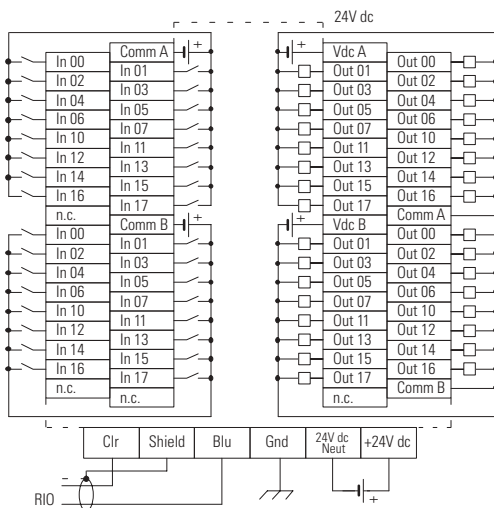 24V dc
Comm A + + Vdc A
In 00 Out 00
In 01 Out 01
In 02 Out 02
In 03 Out 03
In 04 Out 04
In 05 Out 05
In 06 Out 06
In 07 Out 07
In 10 Out 10
In 11 Out 11
In 12 Out 12
In 13 Out 13
In 14 Out 14
In 15 Out 15
In 16 Out 16
In 17 Out 17
n.c. Comm A
Comm B + + Vdc B
In 00 Out 00
In 01 Out 01
In 02 Out 02
In 03 Out 03
In 04 Out 04
In 05 Out 05
In 06 Out 06
In 07 Out 07
In 10 Out 10
In 11 Out 11
In 12 Out 12
In 13 Out 13
In 14 Out 14
In 15 Out 15
In 16 Out 16
In 17 Out 17
n.c. Comm B
n.c. n.c.
Clr Shield Blu Gnd 24V dc Neut +24V dc
RIO +